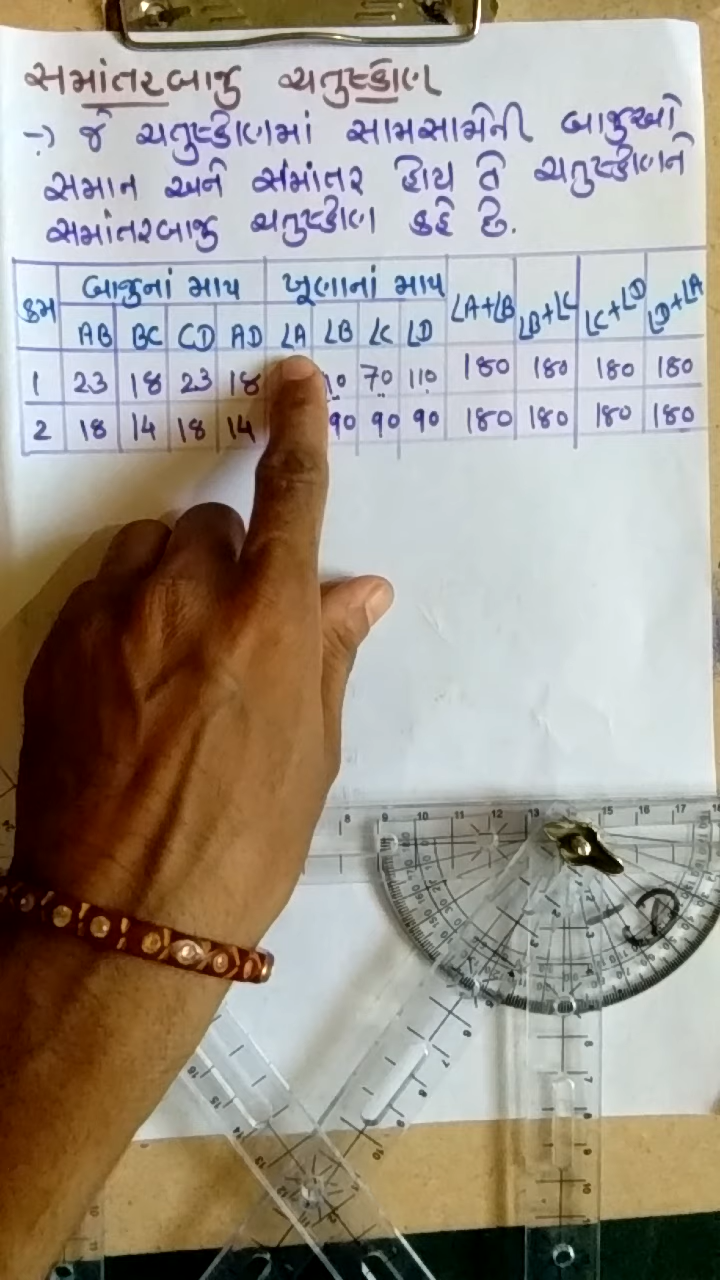 સમાંતરબાજુ ચતુષ્કોણ
→ જે ચતુષ્કોણમાં સામસામેની બાજુઓ
સમાન અને સંમાંતર હોય તે ચતુષ્કોણને
સમાંતરબાજુ ચતુષ્કોણ કહે છે.
ક્રમ બાજુનાં માપ ખૂણાનાં માપ ∠A+∠B ∠B+∠C ∠C+∠D ∠D+∠A
AB BC CD AD ∠A ∠B ∠C ∠D
1 23 18 23 18 70 110 180 180 180 180
2 18 14 18 14 90 90 90 180 180 180 180